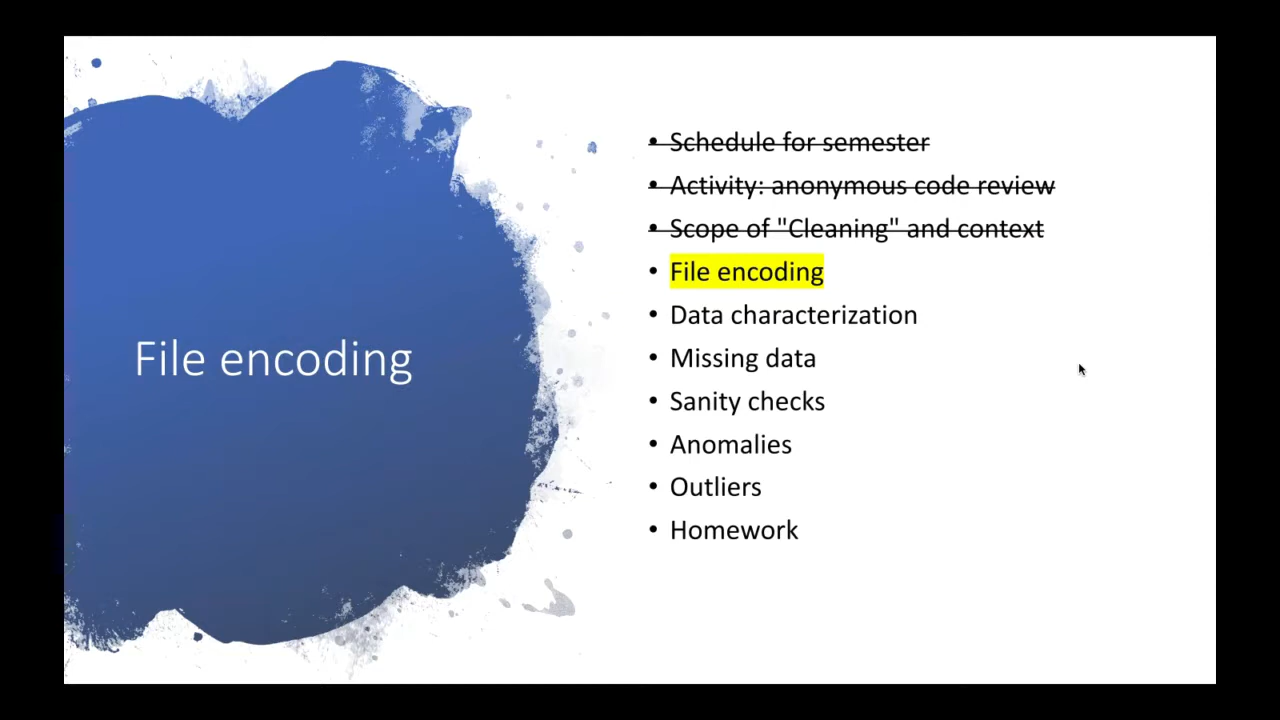 File encoding
• Schedule for semester
• Activity: anonymous code review
• Scope of "Cleaning" and context
• File encoding
• Data characterization
• Missing data
• Sanity checks
• Anomalies
• Outliers
• Homework